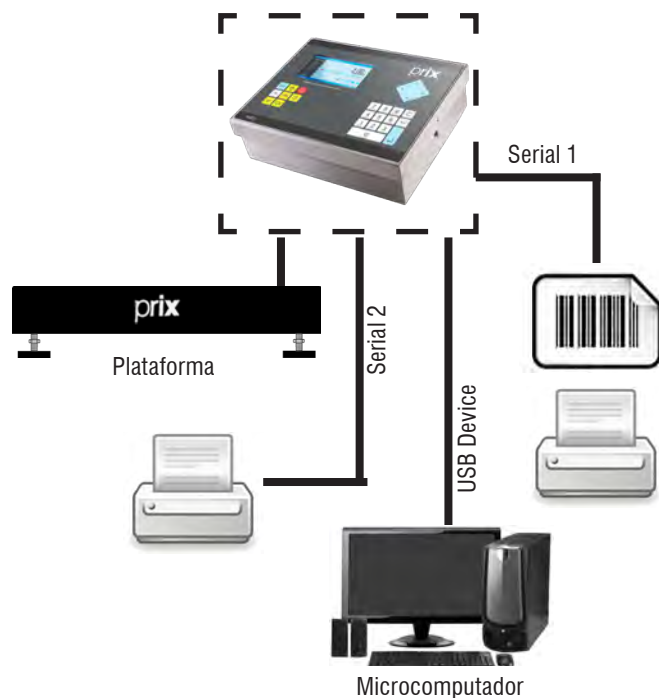 prix
Serial 1
prix
Plataforma
Serial 2
USB Device
Microcomputador